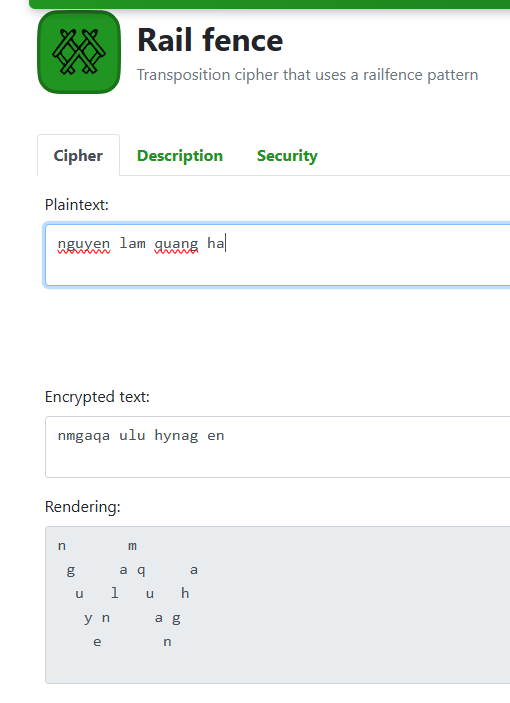 Rail fence
Transposition cipher that uses a railfence pattern
Cipher Description Security
Plaintext:
nguyen lam quang ha
Encrypted text:
nmgaqa ulu hynag en
Rendering:
n       m
 g     a q     a
  u   l   u   h
   y n     a g
    e       n